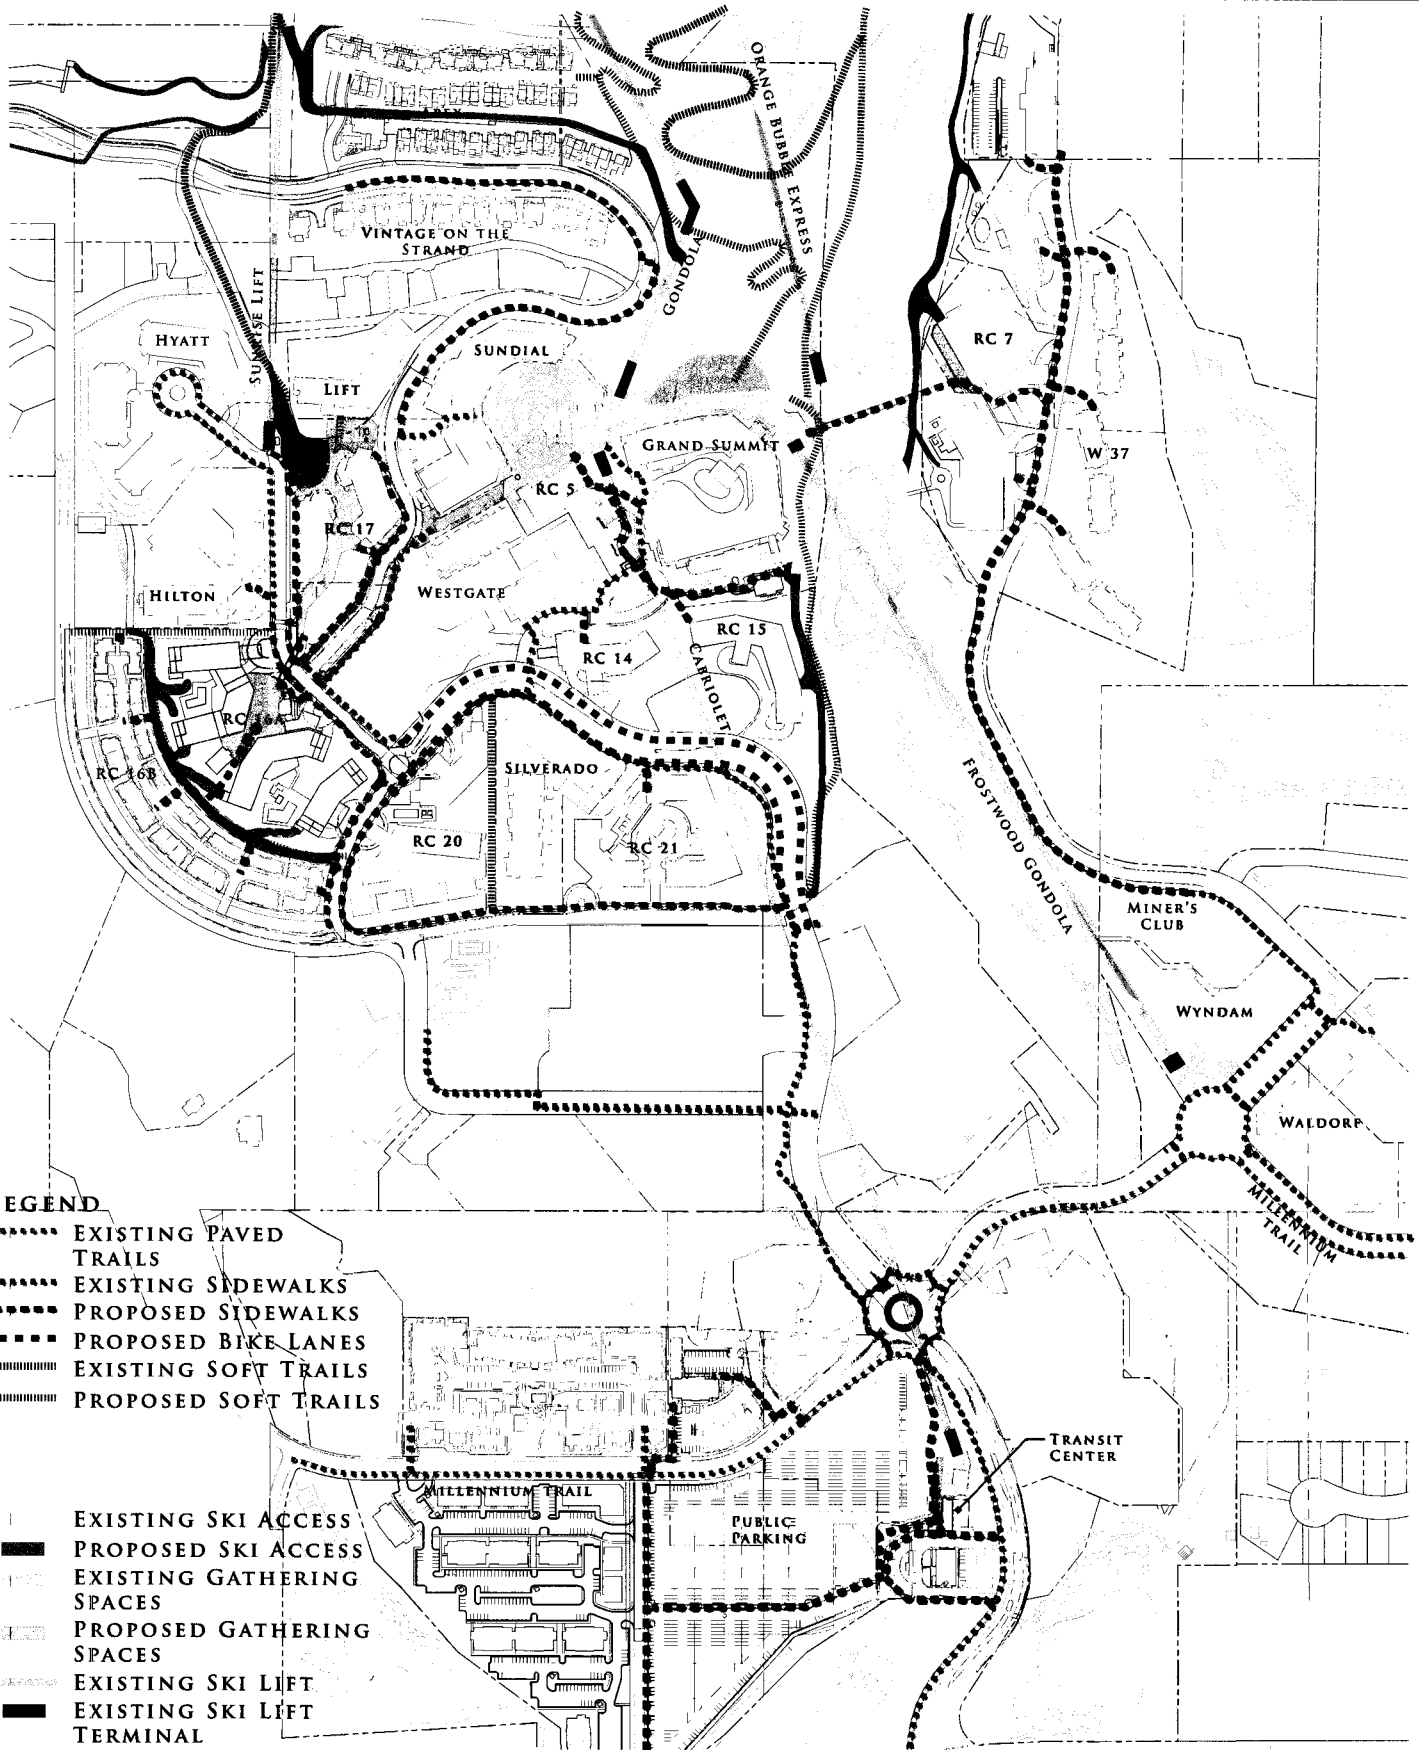 APEX
ORANGE BUBBLE EXPRESS
VINTAGE ON THE
STRAND
GONDOLA
SUNRISE LIFT
HYATT
LIFT
SUNDIAL
RC 7
GRAND SUMMIT
W 37
RC 5
RC 17
HILTON
WESTGATE
RC 15
RC 14
CABRIOLET
RC 16A
RC 16B
SILVERADO
RC 20
RC 21
FROSTWOOD GONDOLA
MINER'S
CLUB
WYNDAM
WALDORF
MILLENNIUM
TRAIL
EGEND
EXISTING PAVED
TRAILS
EXISTING SIDEWALKS
PROPOSED SIDEWALKS
PROPOSED BIKE LANES
EXISTING SOFT TRAILS
PROPOSED SOFT TRAILS
TRANSIT
CENTER
MILLENNIUM TRAIL
PUBLIC
PARKING
EXISTING SKI ACCESS
PROPOSED SKI ACCESS
EXISTING GATHERING
SPACES
PROPOSED GATHERING
SPACES
EXISTING SKI LIFT
EXISTING SKI LIFT
TERMINAL